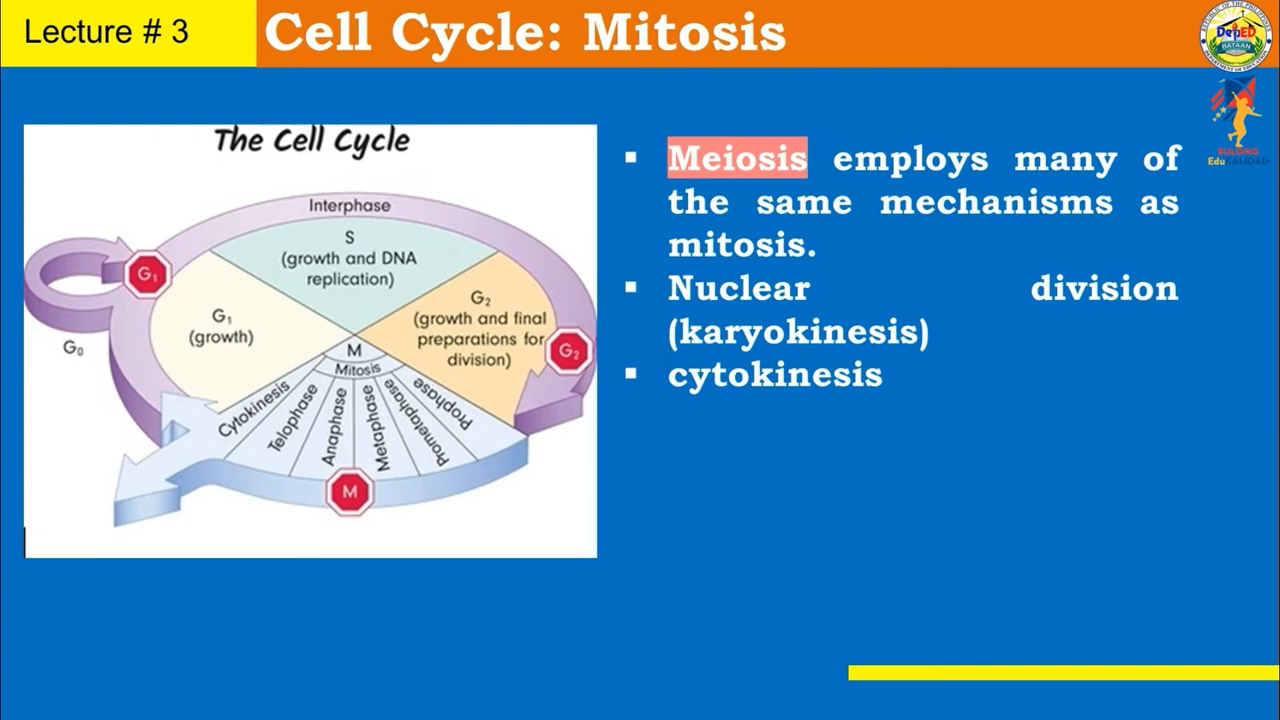 Lecture # 3
Cell Cycle: Mitosis
DepED
BATAAN
SULONG
EduKALIDAD
The Cell Cycle
Interphase
S
(growth and DNA
replication)
G₁
G₁
(growth)
G₀
G₂
(growth and final
preparations for
division)
G₂
M
Mitosis
Cytokinesis
Telophase
Anaphase
Metaphase
Prometaphase
Prophase
M
▪ Meiosis employs many of
the same mechanisms as
mitosis.
▪ Nuclear division
(karyokinesis)
▪ cytokinesis